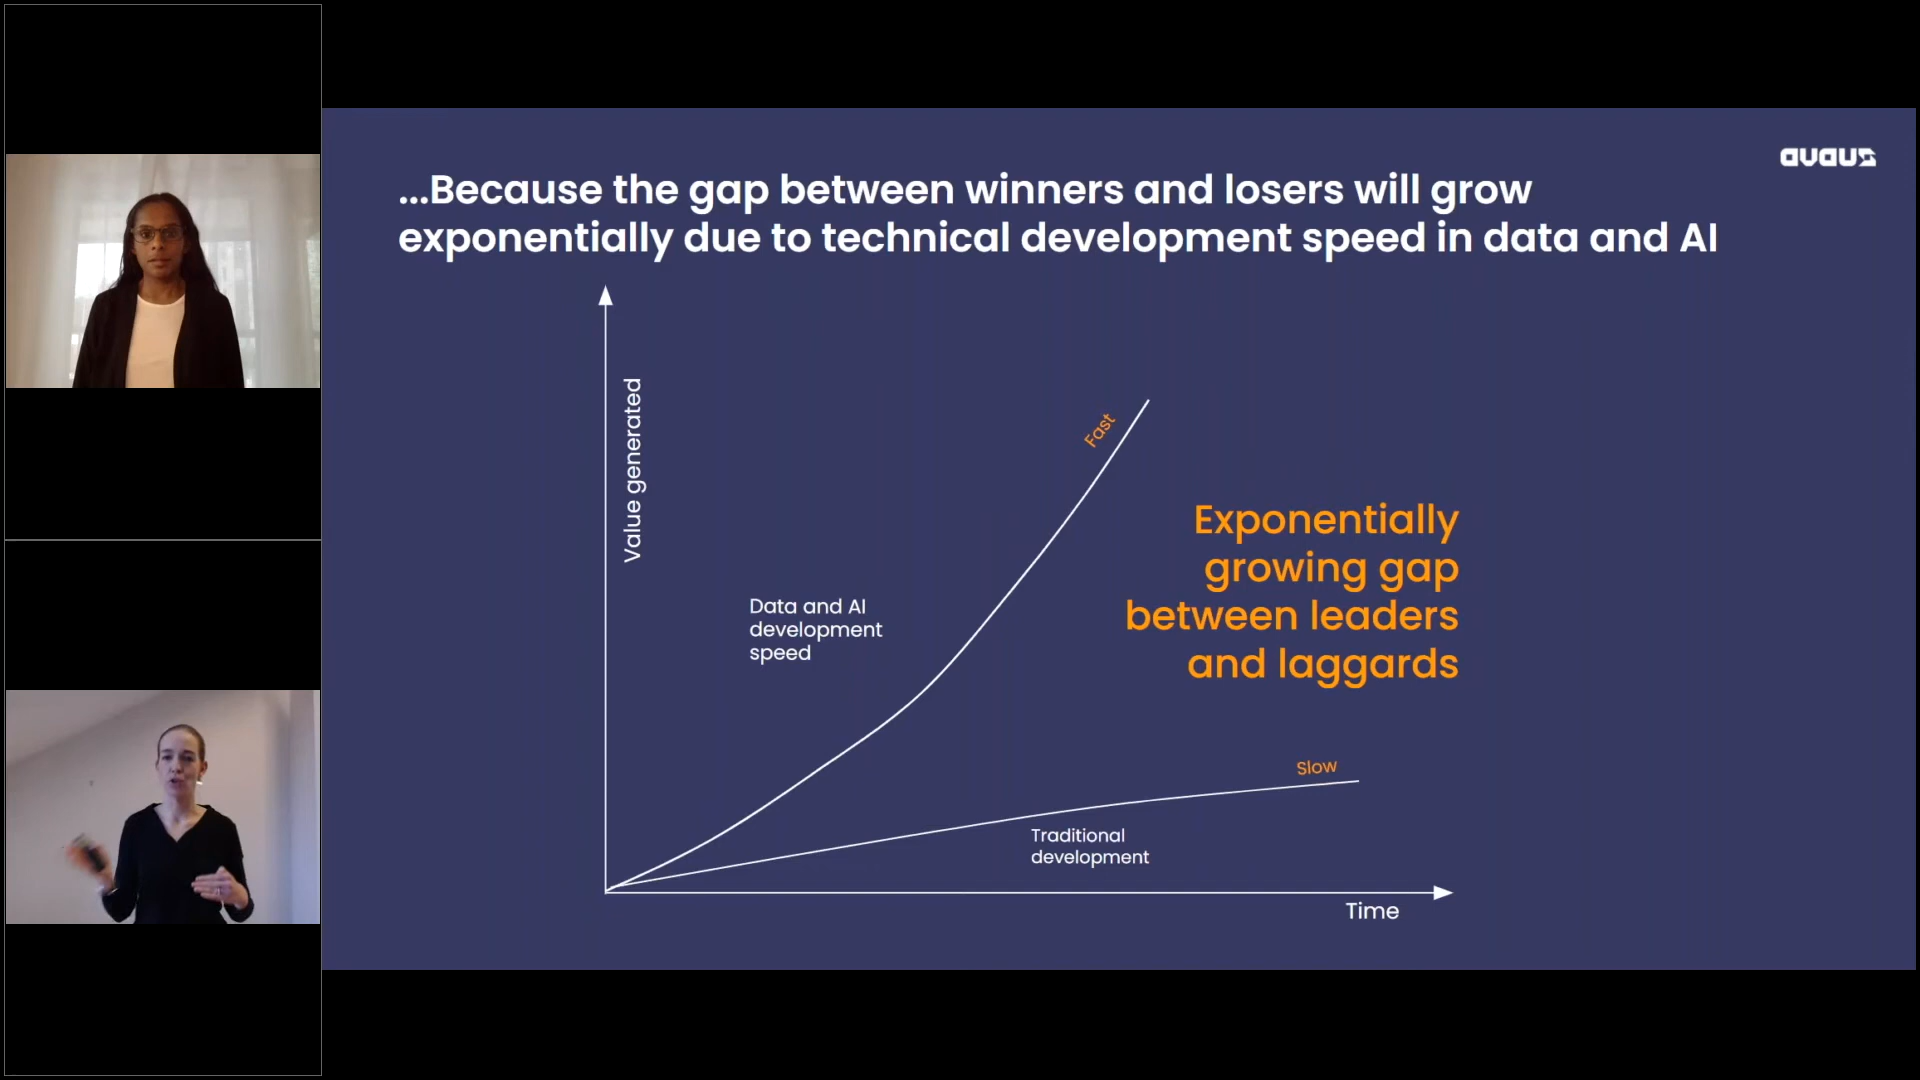 avaus
...Because the gap between winners and losers will grow
exponentially due to technical development speed in data and AI
Value generated
Fast
Data and AI
development
speed
Exponentially
growing gap
between leaders
and laggards
Slow
Traditional
development
Time